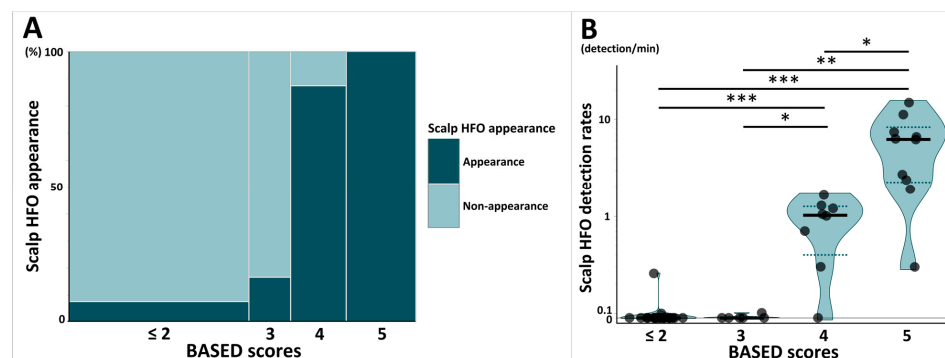 A
(%)
100
50
0
Scalp HFO appearance
≤ 2
3
4
5
BASED scores
Scalp HFO appearance
Appearance
Non-appearance
B
(detection/min)
*
**
***
***
*
10
1
0.1
0
Scalp HFO detection rates
≤ 2
3
4
5
BASED scores